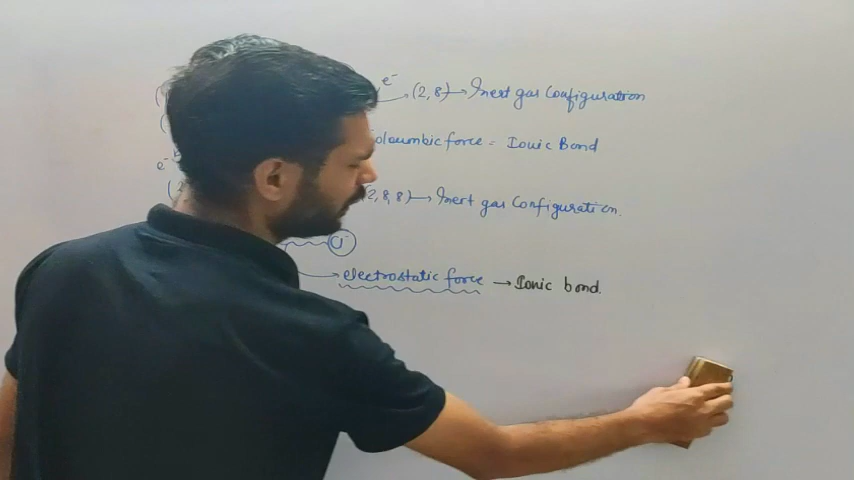 e⁻
(2, 8) → Inert gas Configuration
oloumbic force = Ionic Bond
e⁻
2, 8, 8) → Inert gas Configuration.
Cl⁻
→ electrostatic force → Ionic bond.